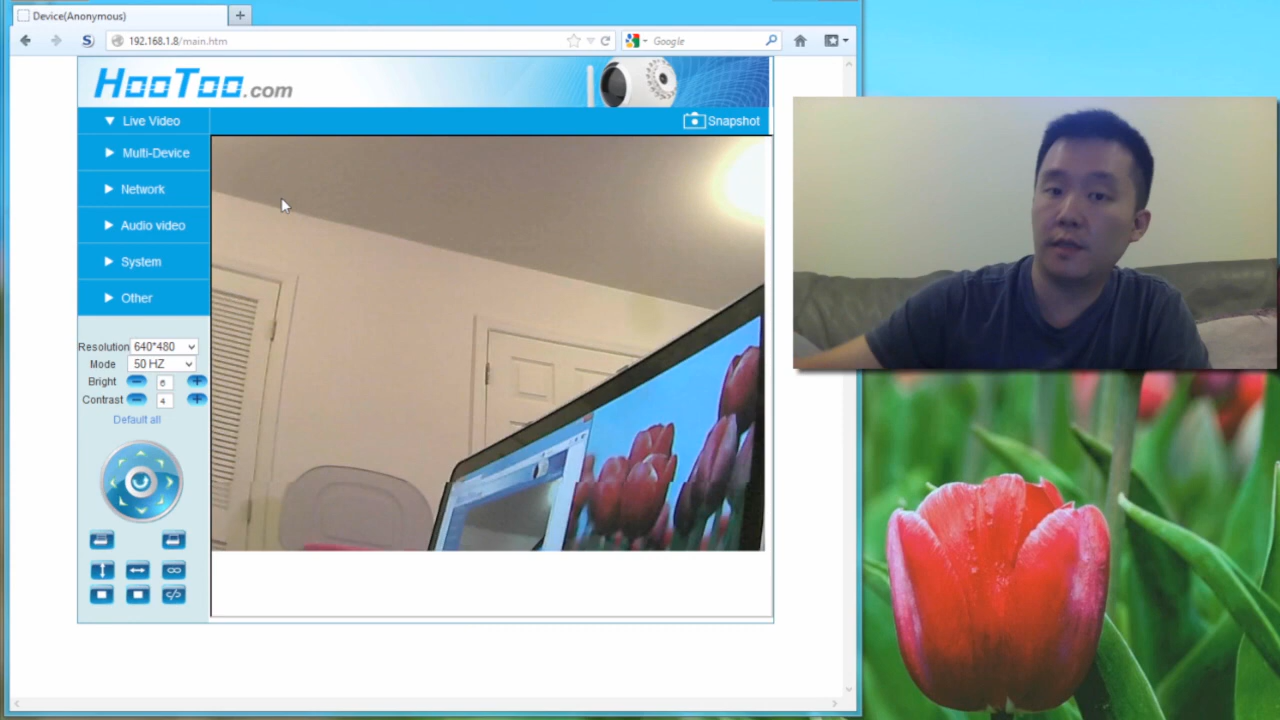 Device(Anonymous)
192.168.1.8/main.htm
Google
HooToo.com
Live Video
Snapshot
Multi-Device
Network
Audio video
System
Other
Resolution 640*480
Mode 50 HZ
Bright 6
Contrast 4
Default all